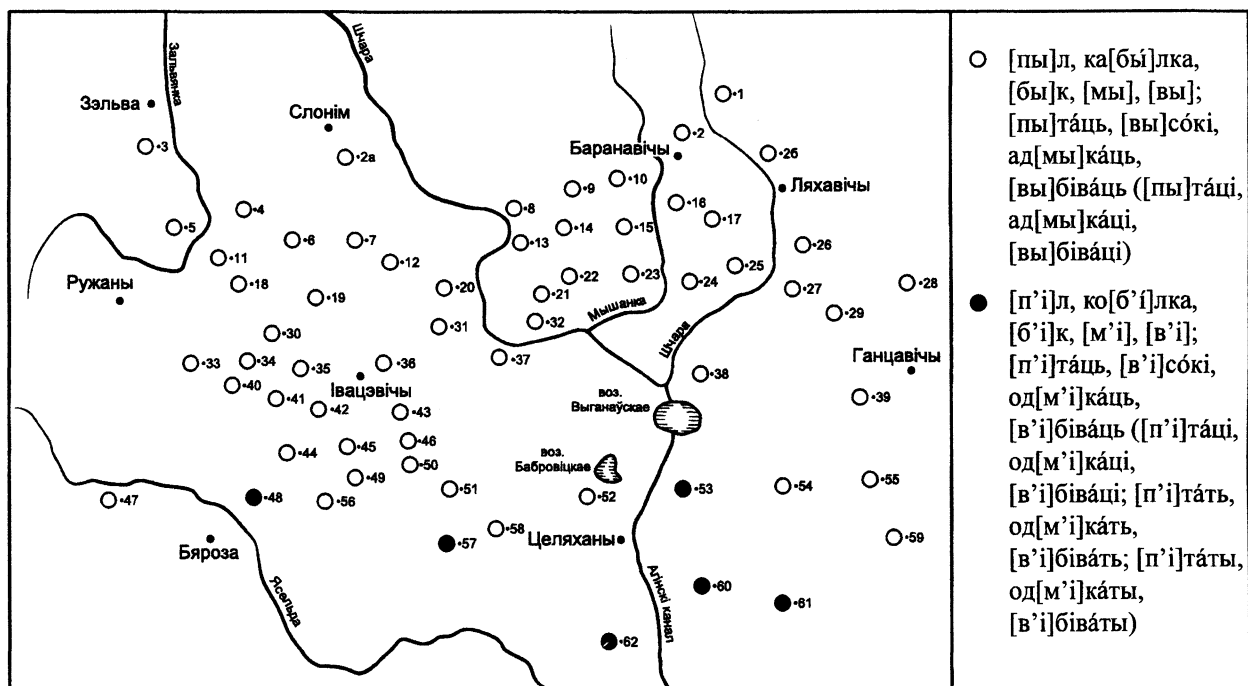 Зальвянка
Шчара
Зэльва
Слонім
Баранавічы
Ляхавічы
Ружаны
Мышанка
Шчара
Івацэвічы
Ганцавічы
воз.
Выганаўскае
воз.
Бабровіцкае
Бяроза
Целяханы
Ясельда
Агінскі канал
•1
•2
•2а
•3
•4
•5
•6
•7
•8
•9
•10
•11
•12
•13
•14
•15
•16
•17
•18
•19
•20
•21
•22
•23
•24
•25
•26
•26
•27
•28
•29
•30
•31
•32
•33
•34
•35
•36
•37
•38
•39
•40
•41
•42
•43
•44
•45
•46
•47
•48
•49
•50
•51
•52
•53
•54
•55
•56
•57
•58
•59
•60
•61
•62
[пы]л, ка[бы́]лка,
[бы]к, [мы], [вы];
[пы]та́ць, [вы]со́кі,
ад[мы]ка́ць,
[вы]біва́ць ([пы]та́ці,
ад[мы]ка́ці,
[вы]біва́ці)
[п’і]л, ко[б’і́]лка,
[б’і]к, [м’і], [в’і];
[п’і]та́ць, [в’і]со́кі,
од[м’і]ка́ць,
[в’і]біва́ць ([п’і]та́ці,
од[м’і]ка́ці,
[в’і]біва́ці; [п’і]та́ть,
од[м’і]ка́ть,
[в’і]біва́ть; [п’і]та́ты,
од[м’і]ка́ты,
[в’і]біва́ты)